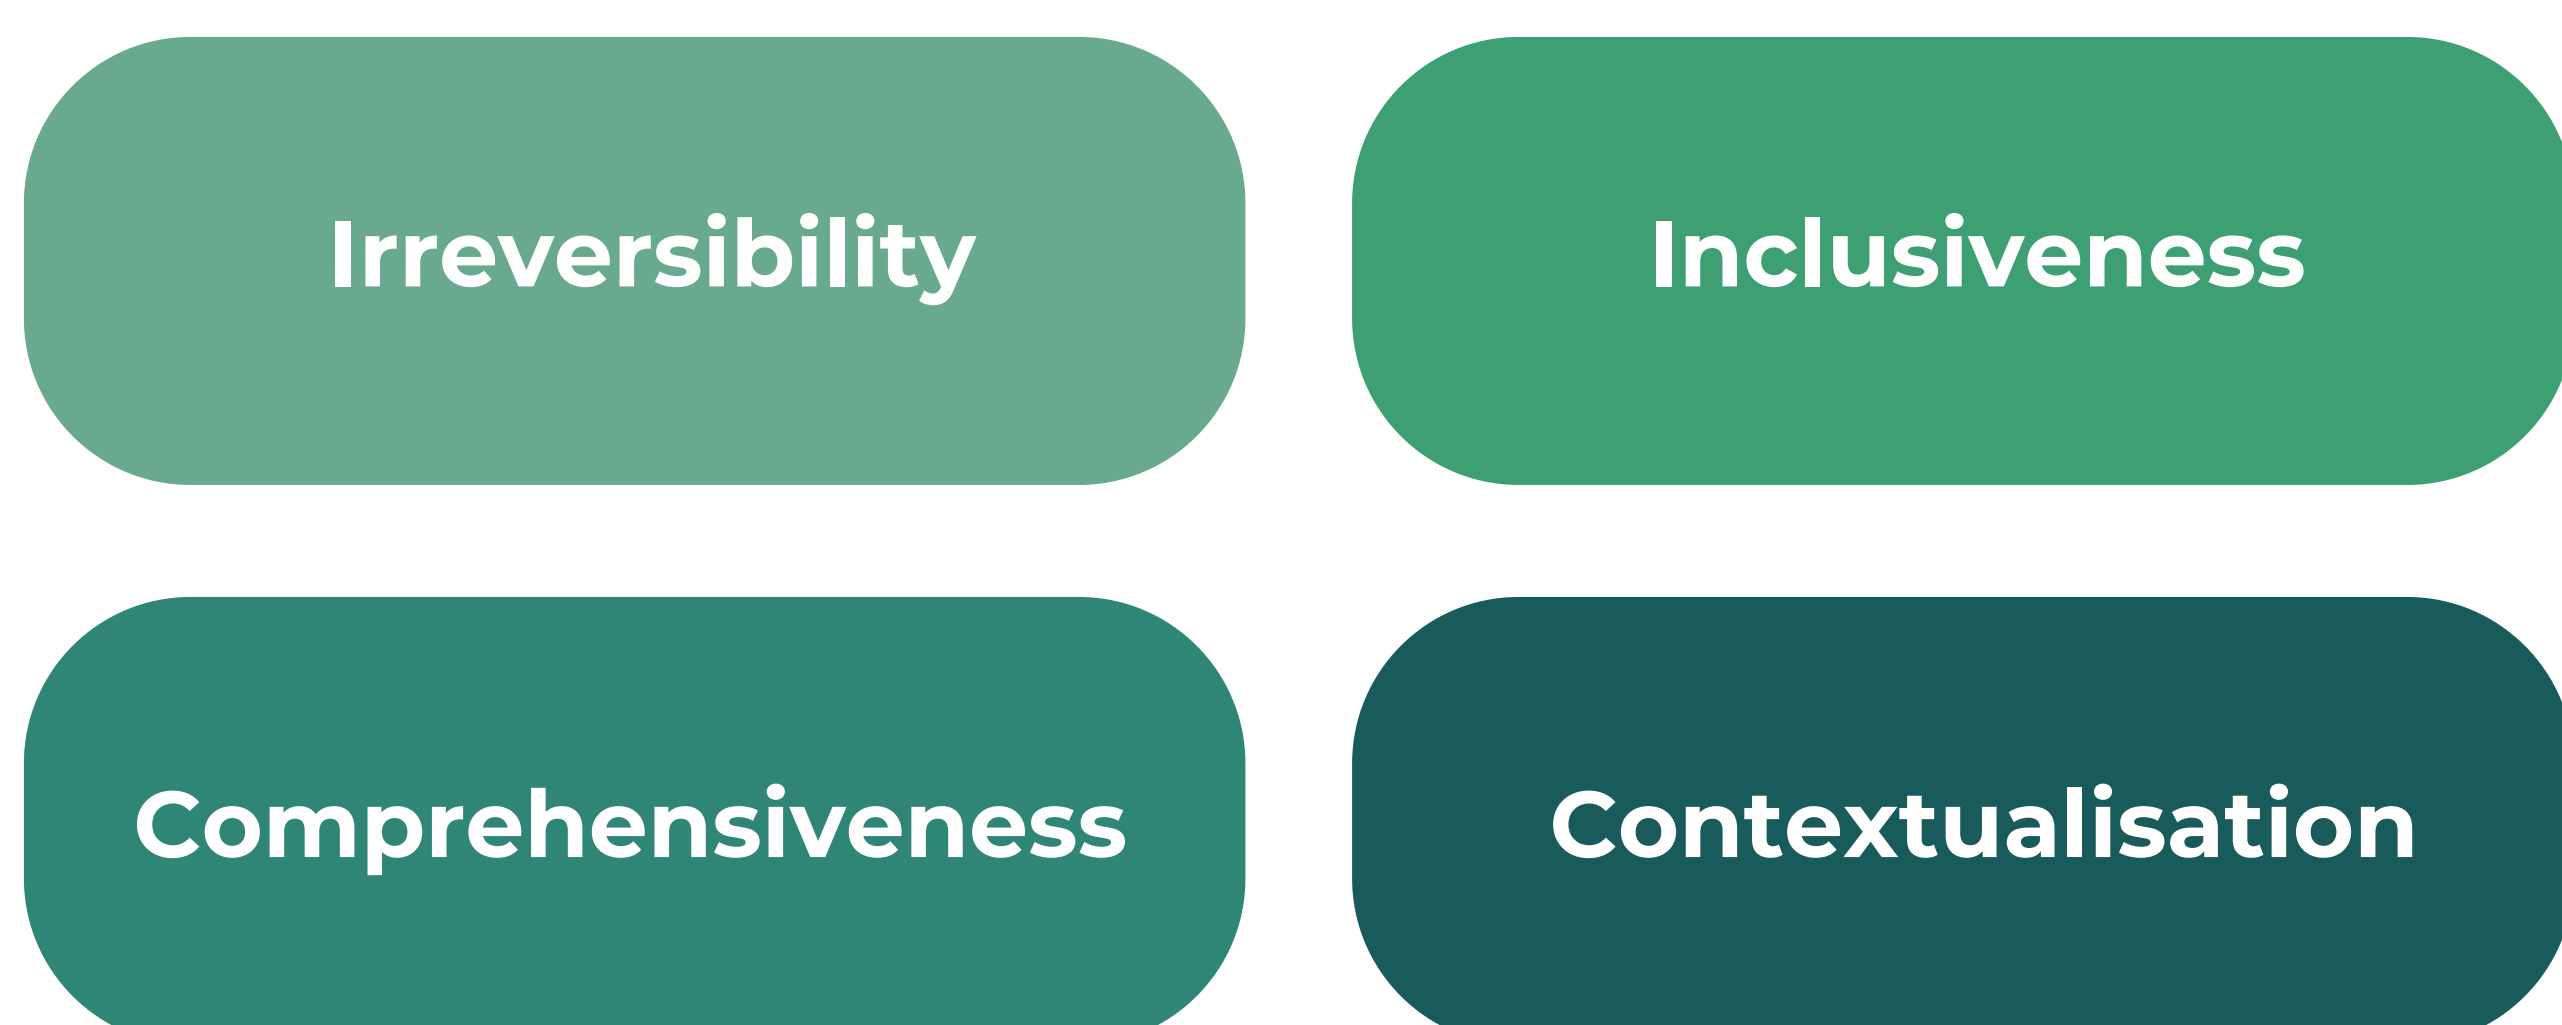 Irreversibility
Inclusiveness
Comprehensiveness
Contextualisation